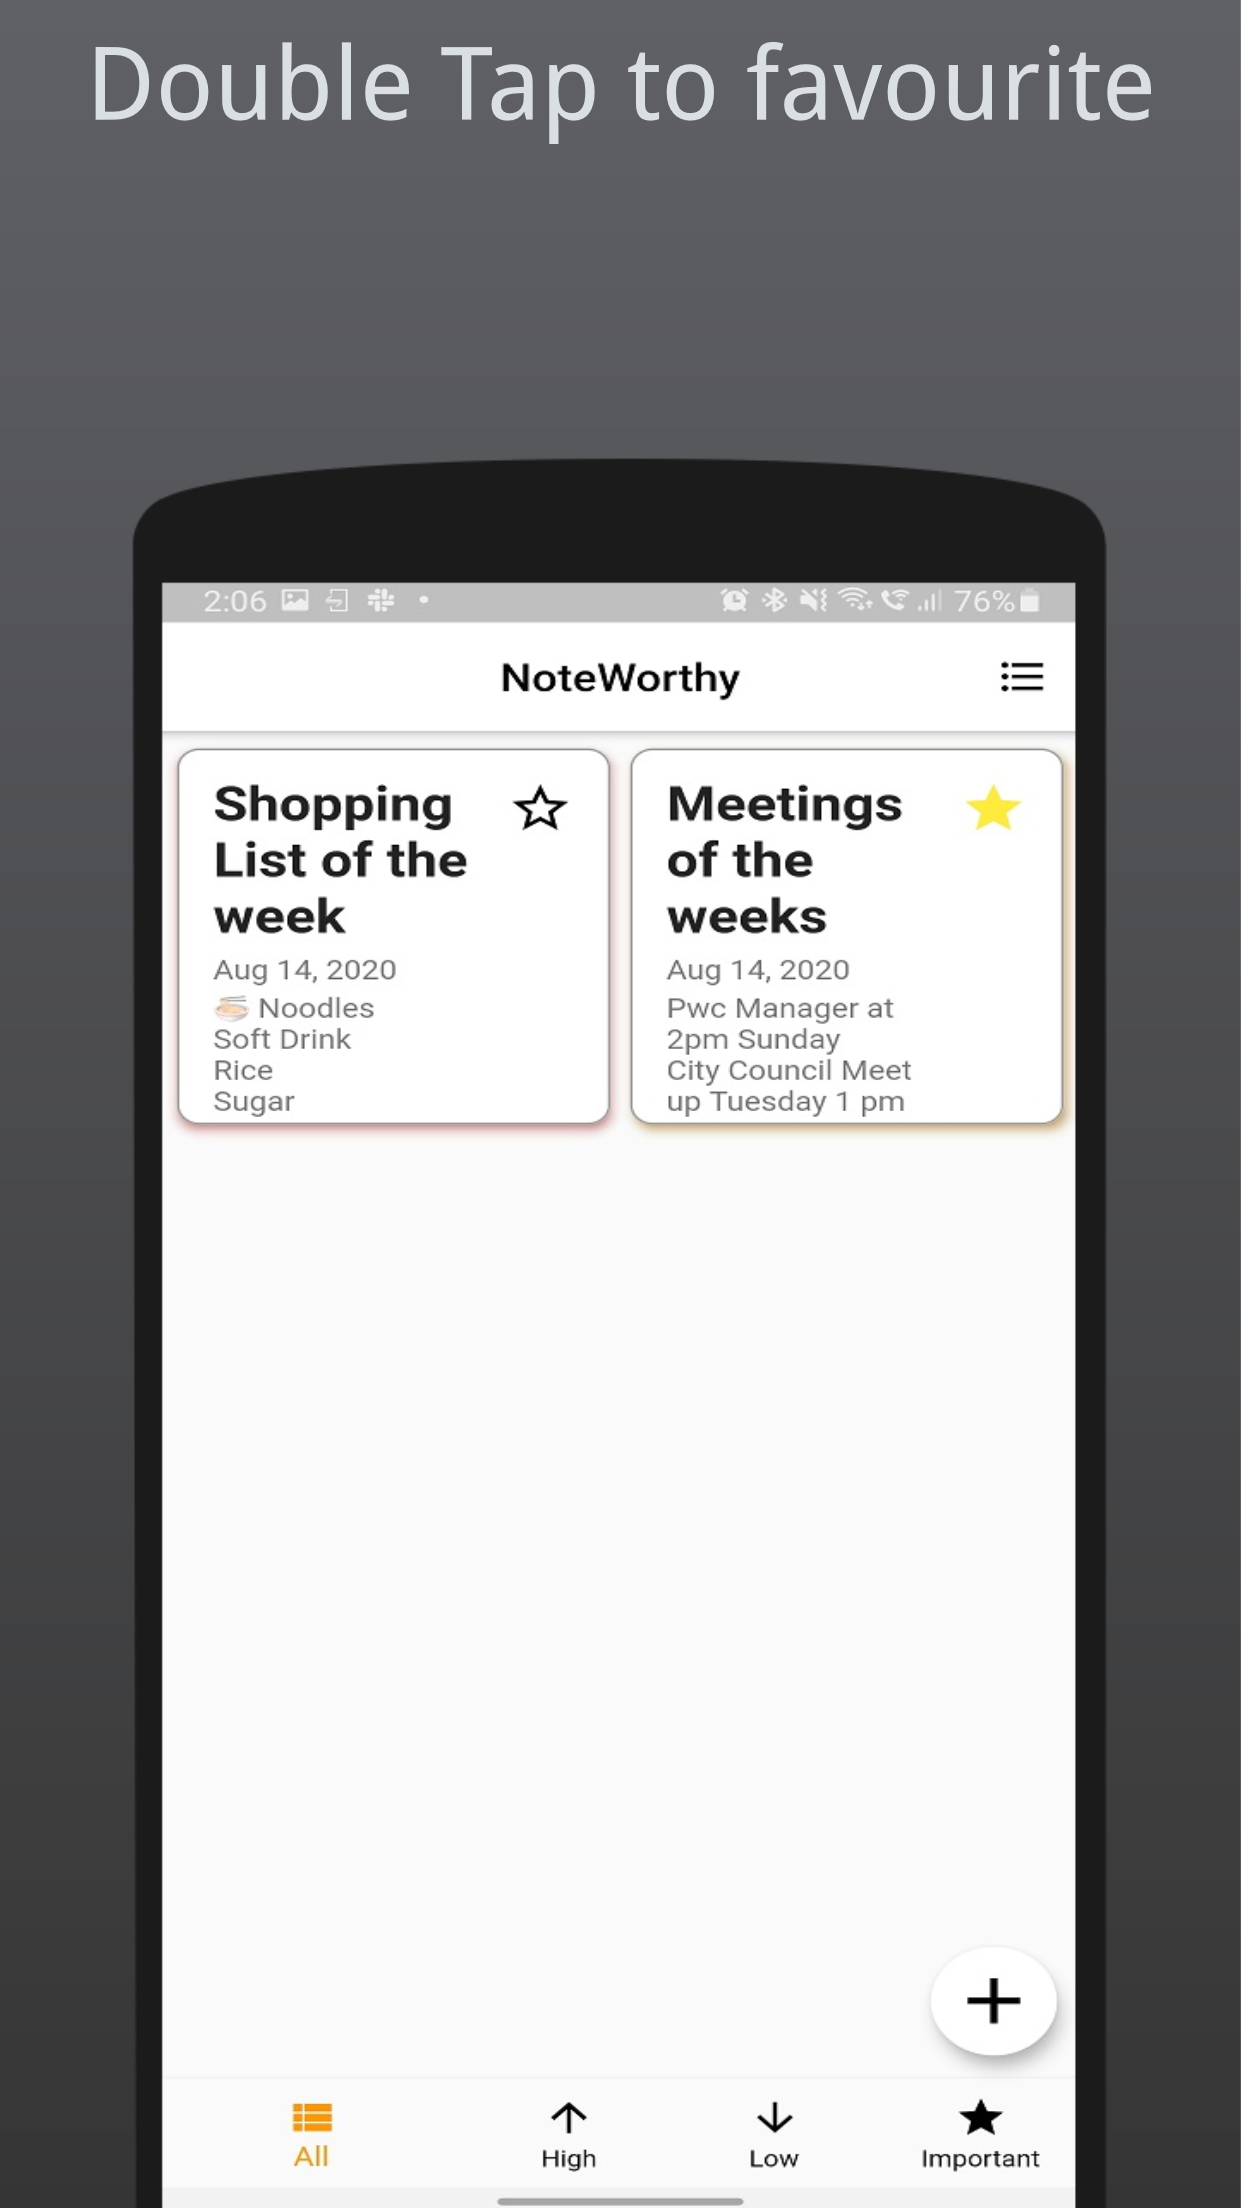 Double Tap to favourite
2:06
76%
NoteWorthy
Shopping
List of the
week
Aug 14, 2020
🍜 Noodles
Soft Drink
Rice
Sugar
Meetings
of the
weeks
Aug 14, 2020
Pwc Manager at
2pm Sunday
City Council Meet
up Tuesday 1 pm
All
High
Low
Important